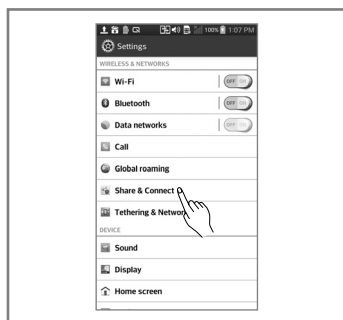 100% 1:07 PM
Settings
WIRELESS & NETWORKS
Wi-Fi
OFF ON
Bluetooth
OFF ON
Data networks
OFF ON
Call
Global roaming
Share & Connect
Tethering & Network
DEVICE
Sound
Display
Home screen